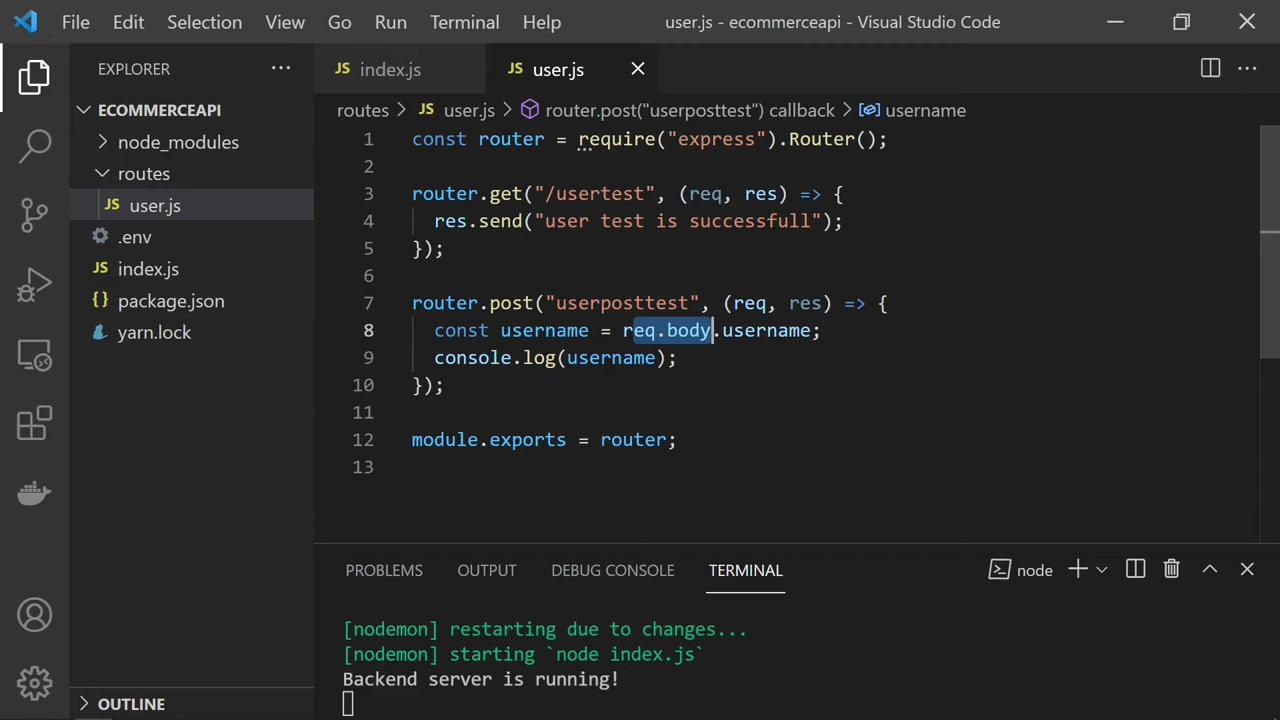 File Edit Selection View Go Run Terminal Help user.js - ecommerceapi - Visual Studio Code
EXPLORER
ECOMMERCEAPI
node_modules
routes
JS user.js
.env
JS index.js
{} package.json
yarn.lock
OUTLINE
JS index.js JS user.js
routes > JS user.js > router.post("userposttest") callback > username
1 const router = require("express").Router();
2
3 router.get("/usertest", (req, res) => {
4 res.send("user test is successfull");
5 });
6
7 router.post("userposttest", (req, res) => {
8 const username = req.body.username;
9 console.log(username);
10 });
11
12 module.exports = router;
13
PROBLEMS OUTPUT DEBUG CONSOLE TERMINAL node
[nodemon] restarting due to changes...
[nodemon] starting `node index.js`
Backend server is running!